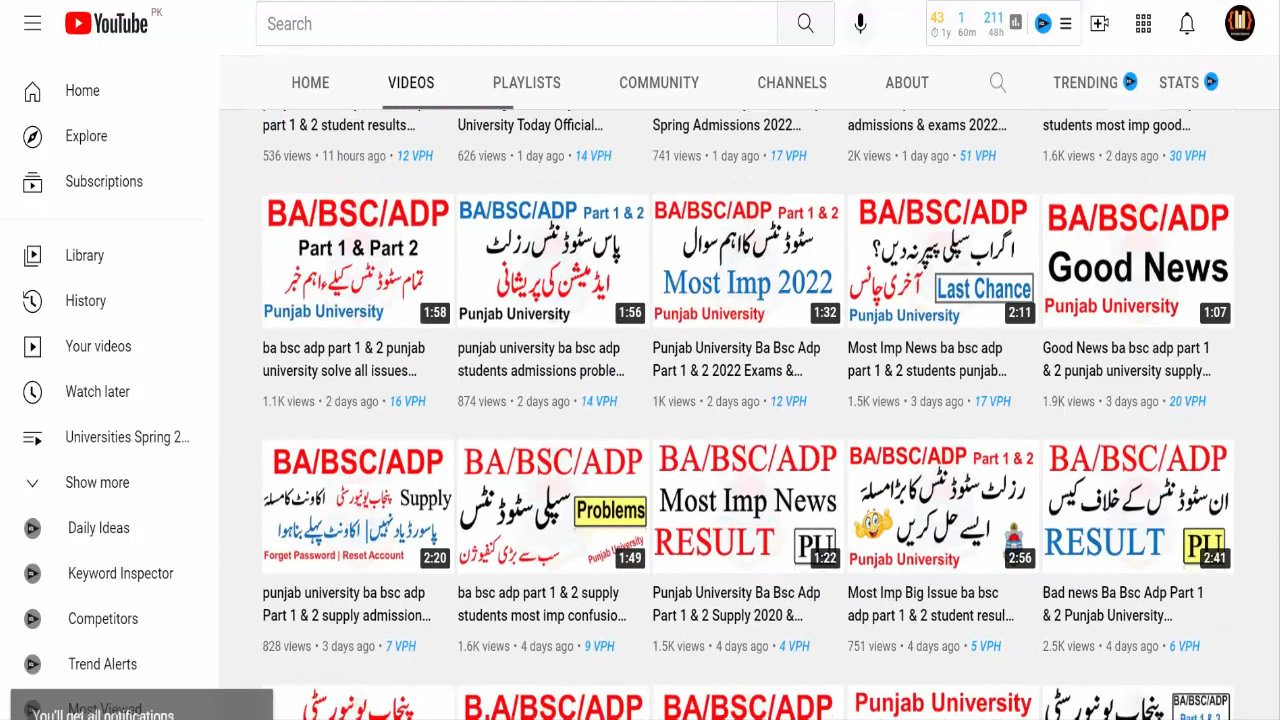 YouTube PK
Search
43 1 211
1y 60m 48h
Home
Explore
Subscriptions
Library
History
Your videos
Watch later
Universities Spring 2...
Show more
Daily Ideas
Keyword Inspector
Competitors
Trend Alerts
Most Viewed
You'll get all notifications
HOME VIDEOS PLAYLISTS COMMUNITY CHANNELS ABOUT TRENDING STATS
part 1 & 2 student results...
536 views • 11 hours ago • 12 VPH
University Today Official...
626 views • 1 day ago • 14 VPH
Spring Admissions 2022...
741 views • 1 day ago • 17 VPH
admissions & exams 2022...
2K views • 1 day ago • 51 VPH
students most imp good...
1.6K views • 2 days ago • 30 VPH
BA/BSC/ADP
Part 1 & Part 2
تمام سٹوڈنٹس کیلئے اہم خبر
Punjab University
1:58
ba bsc adp part 1 & 2 punjab
university solve all issues...
1.1K views • 2 days ago • 16 VPH
BA/BSC/ADP Part 1 & 2
پاس سٹوڈنٹس رزلٹ
ایڈمیشن کی پریشانی
Punjab University
1:56
punjab university ba bsc adp
students admissions proble...
874 views • 2 days ago • 14 VPH
BA/BSC/ADP Part 1 & 2
سٹوڈنٹس کا اہم سوال
Most Imp 2022
Punjab University
1:32
Punjab University Ba Bsc Adp
Part 1 & 2 2022 Exams &...
1K views • 2 days ago • 12 VPH
BA/BSC/ADP
اگر اب سپلی پیپر نہ دیں؟
آخری چانس Last Chance
Punjab University
2:11
Most Imp News ba bsc adp
part 1 & 2 students punjab...
1.5K views • 3 days ago • 17 VPH
BA/BSC/ADP
Good News
Punjab University
1:07
Good News ba bsc adp part 1
& 2 punjab university supply...
1.9K views • 3 days ago • 20 VPH
BA/BSC/ADP
Supply پنجاب یونیورسٹی اکاونٹ کا مسلہ
پاسورڈ یاد نہیں | اکاونٹ پہلے بنا ہوا
Forget Password | Reset Account
2:20
punjab university ba bsc adp
Part 1 & 2 supply admission...
828 views • 3 days ago • 7 VPH
BA/BSC/ADP
سپلی سٹوڈنٹس Problems
سب سے بڑی کنفیوژن
Punjab University
1:49
ba bsc adp part 1 & 2 supply
students most imp confusio...
1.6K views • 4 days ago • 9 VPH
BA/BSC/ADP
Most Imp News
RESULT PU
1:22
Punjab University Ba Bsc Adp
Part 1 & 2 Supply 2020 &...
1.5K views • 4 days ago • 4 VPH
BA/BSC/ADP Part 1 & 2
رزلٹ سٹوڈنٹس کا بڑا مسلہ
ایسے حل کریں
Punjab University
2:56
Most Imp Big Issue ba bsc
adp part 1 & 2 student resul...
751 views • 4 days ago • 5 VPH
BA/BSC/ADP
ان سٹوڈنٹس کے خلاف کیس
RESULT PU
2:41
Bad news Ba Bsc Adp Part 1
& 2 Punjab University...
2.5K views • 4 days ago • 6 VPH
پنجاب یونیورسٹی
B.A/BSC/ADP
BA/BSC/ADP
Punjab University
پنجاب یونیورسٹی
BA/BSC/ADP
Part 1 & 2